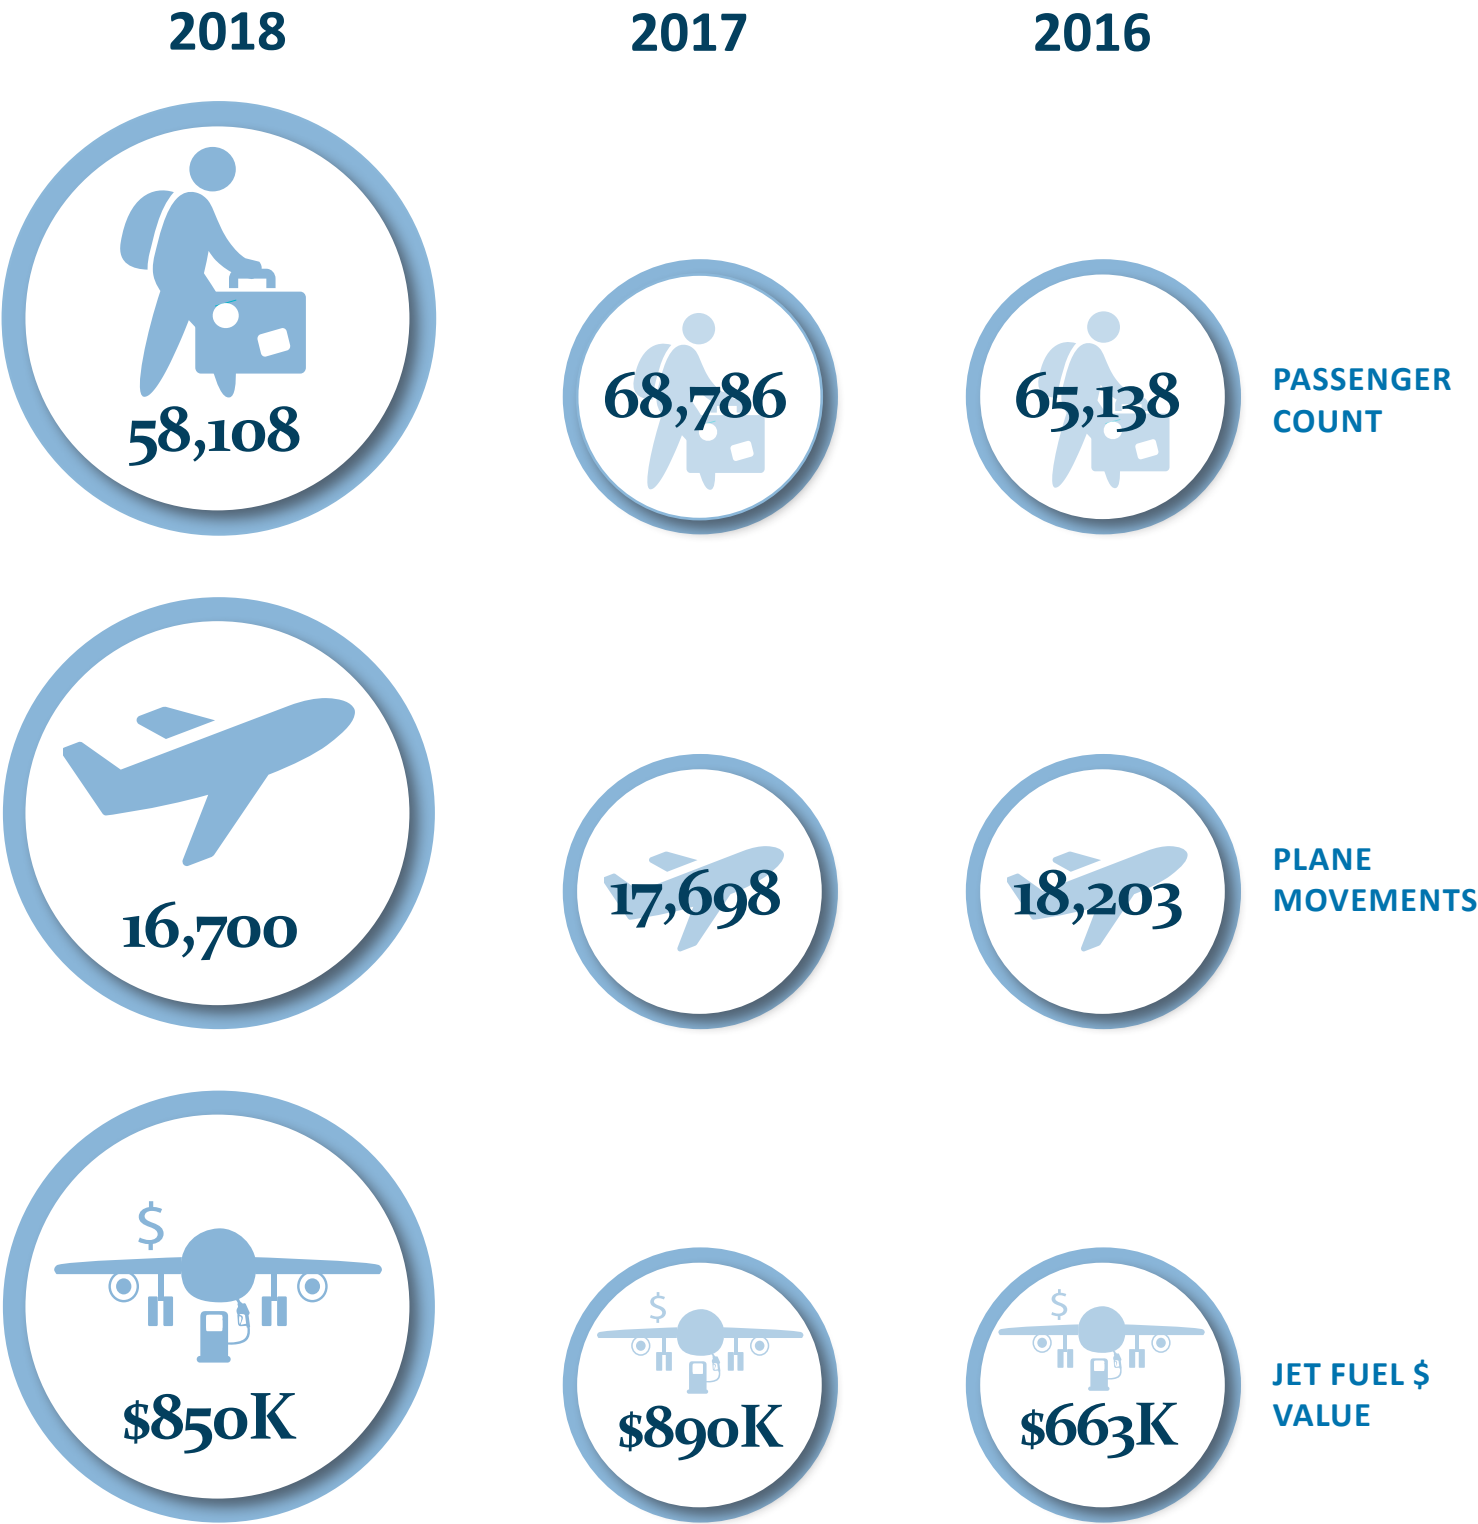 2018 2017 2016
58,108
68,786
65,138
PASSENGER
COUNT
16,700
17,698
18,203
PLANE
MOVEMENTS
$
$850K
$
$890K
$
$663K
JET FUEL $
VALUE